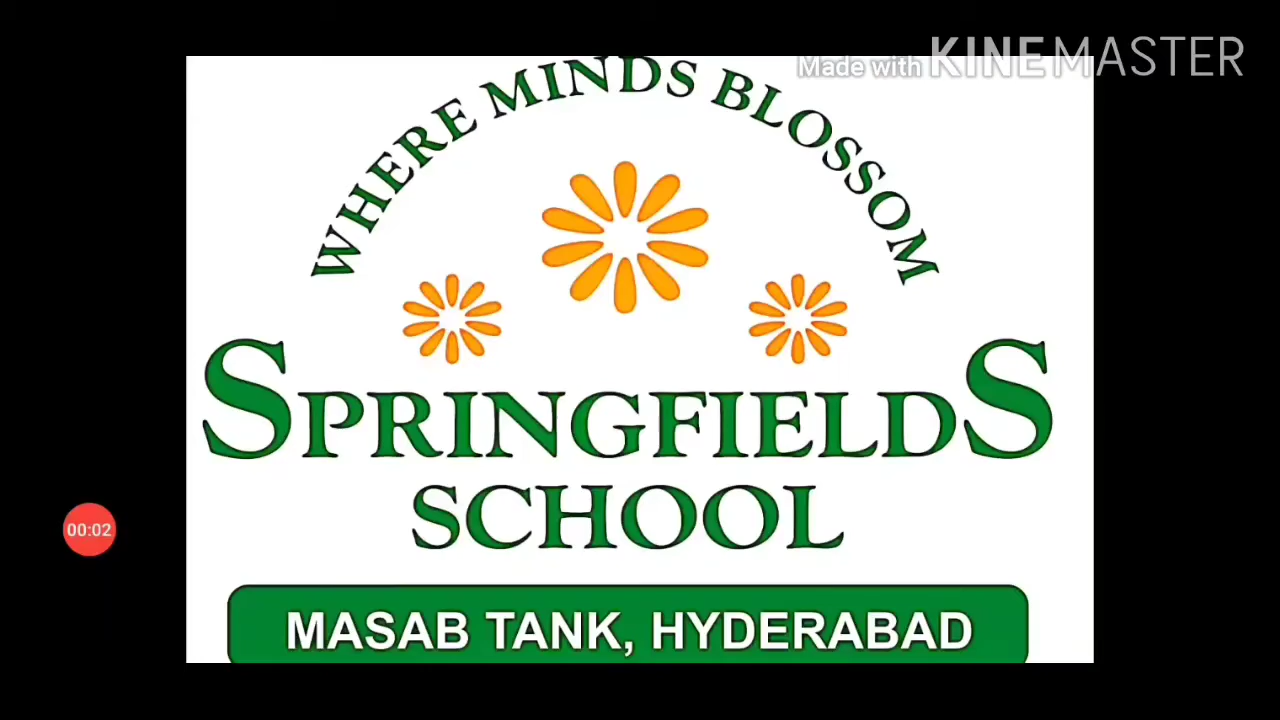 Made with KINEMASTER
WHERE MINDS BLOSSOM
SPRINGFIELDS
SCHOOL
00:02
MASAB TANK, HYDERABAD